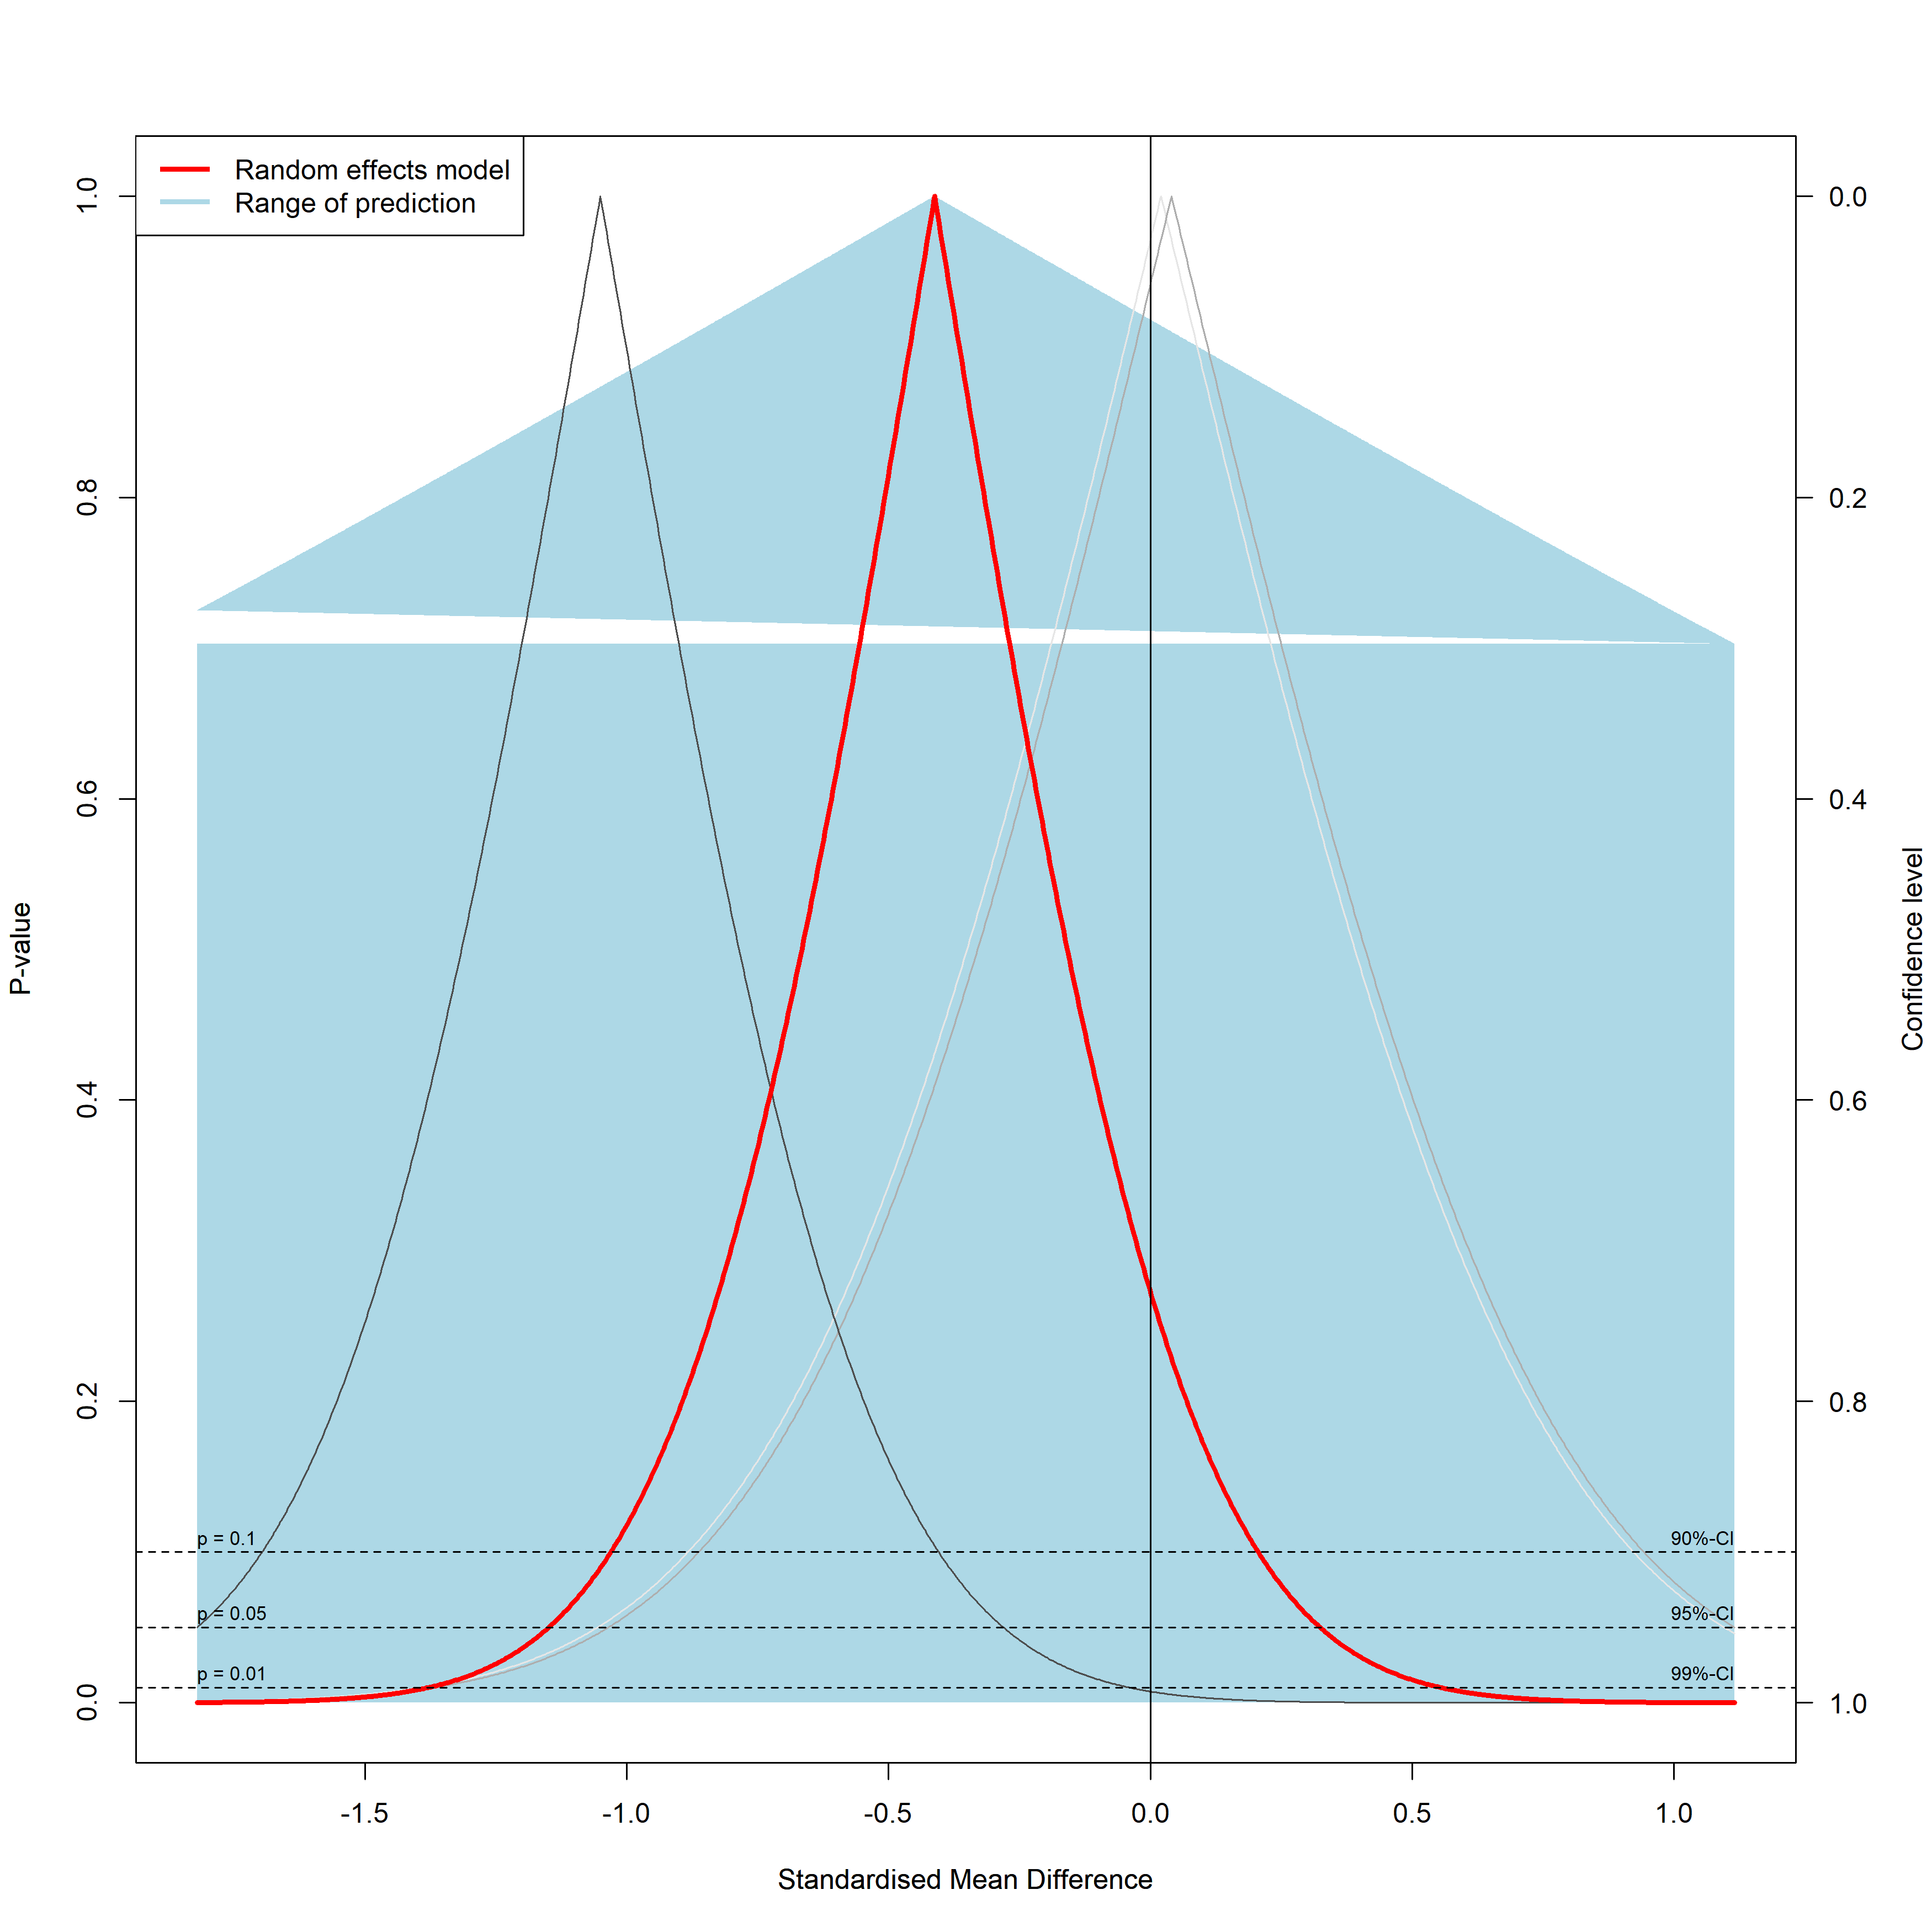 Random effects model
Range of prediction
1.0
0.8
0.6
0.4
0.2
0.0
P-value
0.0
0.2
0.4
0.6
0.8
1.0
Confidence level
p = 0.1
90%-CI
p = 0.05
95%-CI
p = 0.01
99%-CI
-1.5
-1.0
-0.5
0.0
0.5
1.0
Standardised Mean Difference